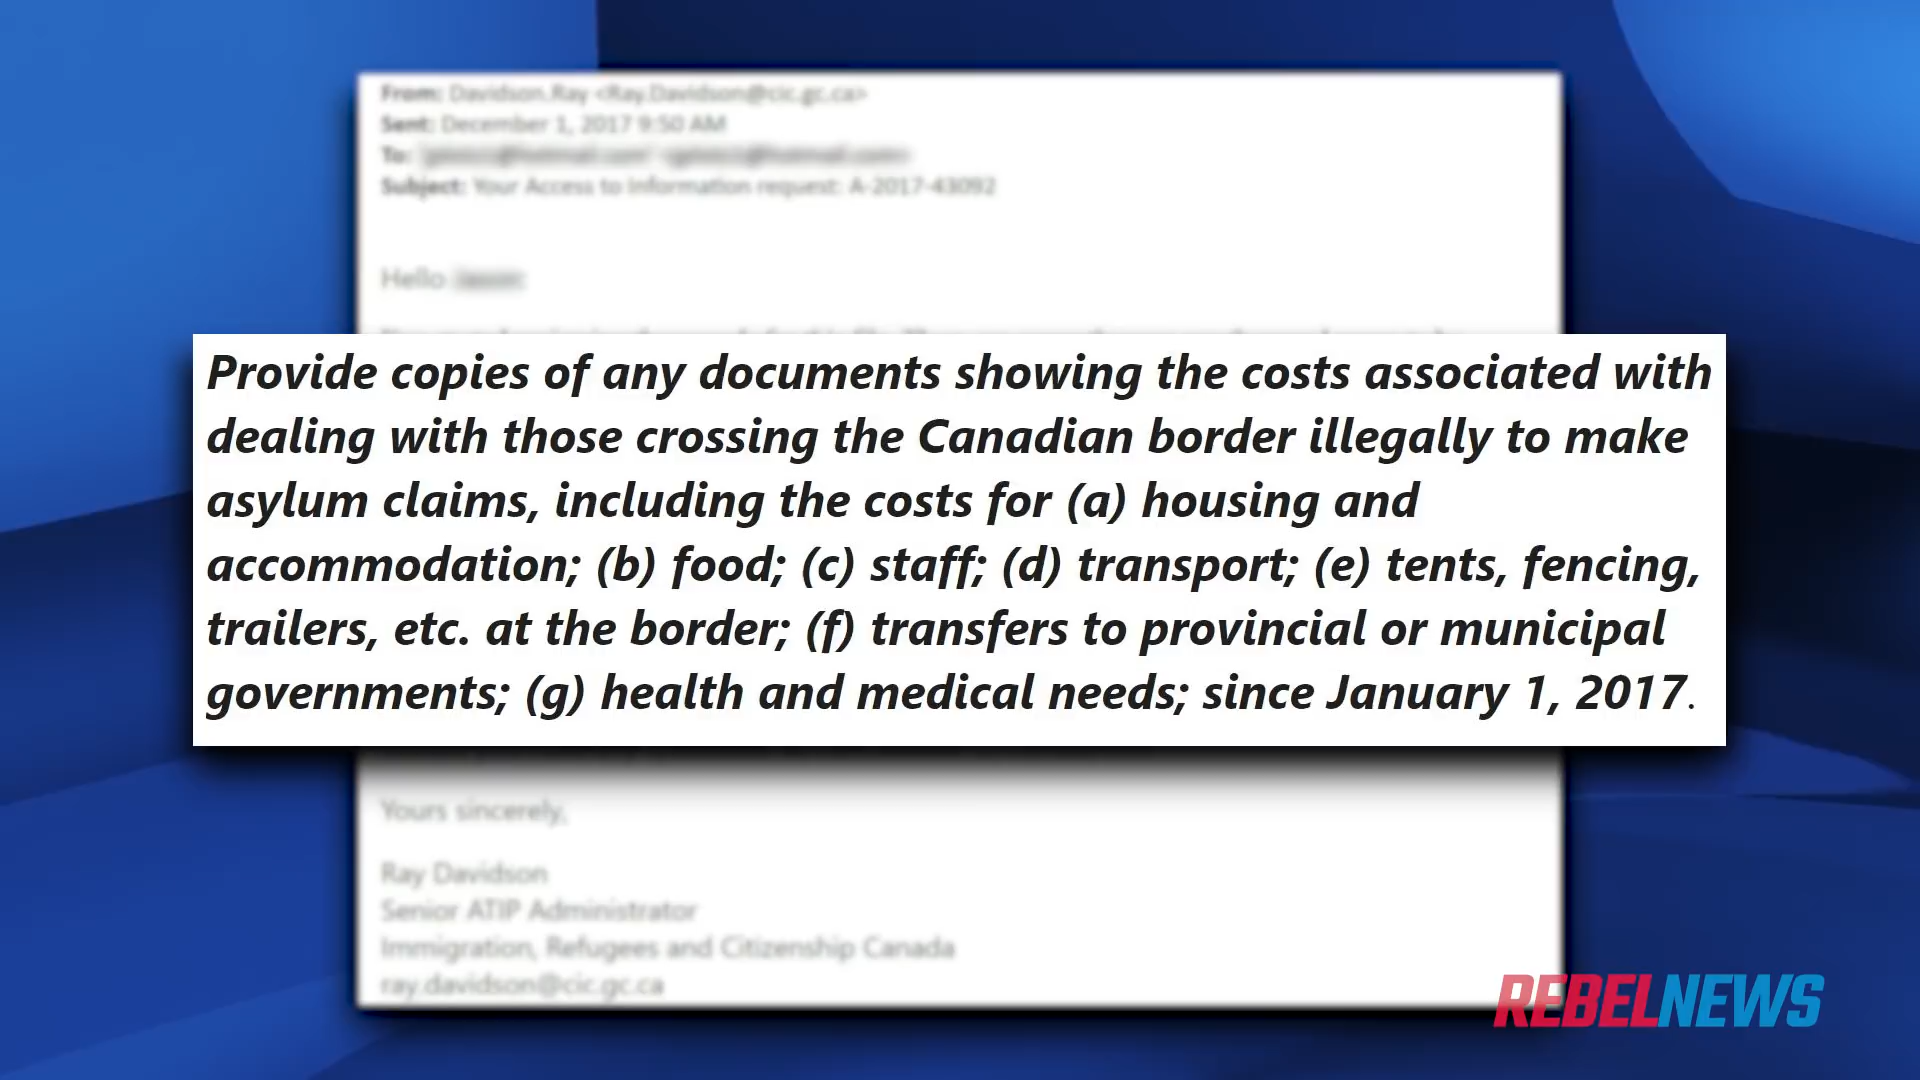 From: Davidson.Ray <Ray.Davidson@cic.gc.ca>
Sent: December 1, 2017 9:50 AM
To:
Subject: Your Access to Information request: A-2017-43092
Hello
Provide copies of any documents showing the costs associated with
dealing with those crossing the Canadian border illegally to make
asylum claims, including the costs for (a) housing and
accommodation; (b) food; (c) staff; (d) transport; (e) tents, fencing,
trailers, etc. at the border; (f) transfers to provincial or municipal
governments; (g) health and medical needs; since January 1, 2017.
Yours sincerely,
Ray Davidson
Senior ATIP Administrator
Immigration, Refugees and Citizenship Canada
ray.davidson@cic.gc.ca
REBELNEWS